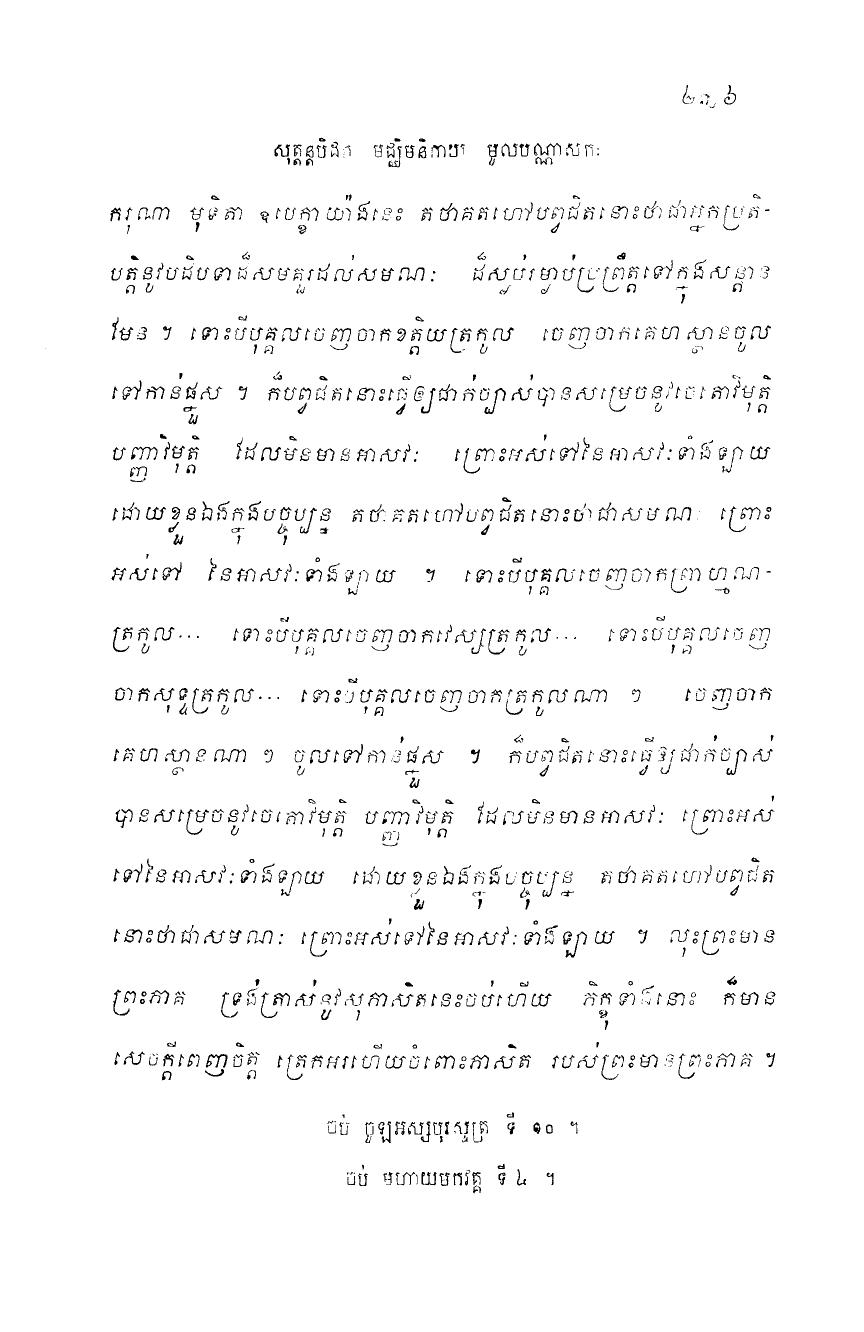 ២៣៦
សុត្តន្តបិដក មជ្ឈិមនិកាយ មូលបណ្ណាសកៈ
ករុណា មុទិតា ឧបេក្ខា យ៉ាងនេះ តថាគតហៅបព្វជិតនោះថាជាអ្នកប្រតិ-
បត្តិនូវបដិបទាដ៏សមគួរដល់សមណៈ ដ៏ស្ងប់រម្ងាប់ប្រព្រឹត្តទៅក្នុងសន្តាន
មែន ។ ទោះបីបុគ្គលចេញចាកខត្តិយត្រកូល ចេញចាកគេហស្ថានចូល
ទៅកាន់ផ្នួស ។ ក៏បព្វជិតនោះធ្វើឲ្យជាក់ច្បាស់បានសម្រេចនូវចេតោវិមុត្តិ
បញ្ញាវិមុត្តិ ដែលមិនមានអាសវៈ ព្រោះអស់ទៅនៃអាសវៈទាំងឡាយ
ដោយខ្លួនឯងក្នុងបច្ចុប្បន្ន តថាគតហៅបព្វជិតនោះថាជាសមណៈ ព្រោះ
អស់ទៅ នៃអាសវៈទាំងឡាយ ។ ទោះបីបុគ្គលចេញចាកព្រាហ្មណ-
ត្រកូល... ទោះបីបុគ្គលចេញចាកវេស្សត្រកូល... ទោះបីបុគ្គលចេញ
ចាកសុទ្ទត្រកូល... ទោះបីបុគ្គលចេញចាកត្រកូលណា ៗ ចេញចាក
គេហស្ថានណា ៗ ចូលទៅកាន់ផ្នួស ។ ក៏បព្វជិតនោះធ្វើឱ្យជាក់ច្បាស់
បានសម្រេចនូវចេតោវិមុត្តិ បញ្ញាវិមុត្តិ ដែលមិនមានអាសវៈ ព្រោះអស់
ទៅនៃអាសវៈទាំងឡាយ ដោយខ្លួនឯងក្នុងបច្ចុប្បន្ន តថាគតហៅបព្វជិត
នោះថាជាសមណៈ ព្រោះអស់ទៅនៃអាសវៈទាំងឡាយ ។ លុះព្រះមាន
ព្រះភាគ ទ្រង់ត្រាស់នូវសុភាសិតនេះចប់ហើយ ភិក្ខុទាំងនោះ ក៏មាន
សេចក្តីពេញចិត្ត ត្រេកអរហើយចំពោះភាសិត របស់ព្រះមានព្រះភាគ ។
ចប់ ចូឡអស្សបុរសូត្រ ទី ១០ ។
ចប់ មហាយមកវគ្គ ទី ៤ ។